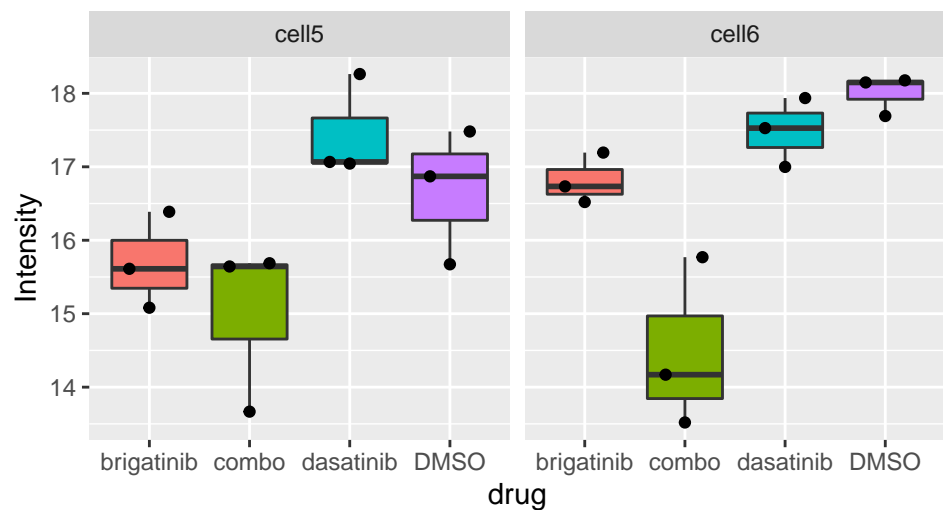 cell5 cell6
18
17
16
15
14
Intensity
brigatinib combo dasatinib DMSO brigatinib combo dasatinib DMSO
drug